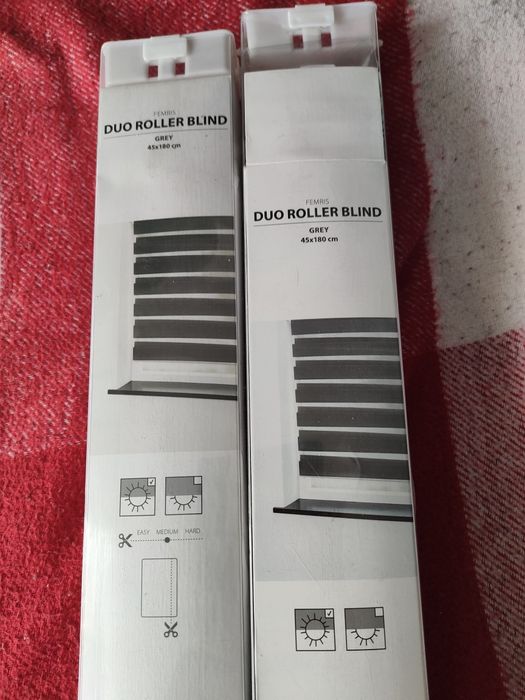 FEMRIS
DUO ROLLER BLIND
GREY
45x180 cm
EASY MEDIUM HARD
FEMRIS
DUO ROLLER BLIND
GREY
45x180 cm